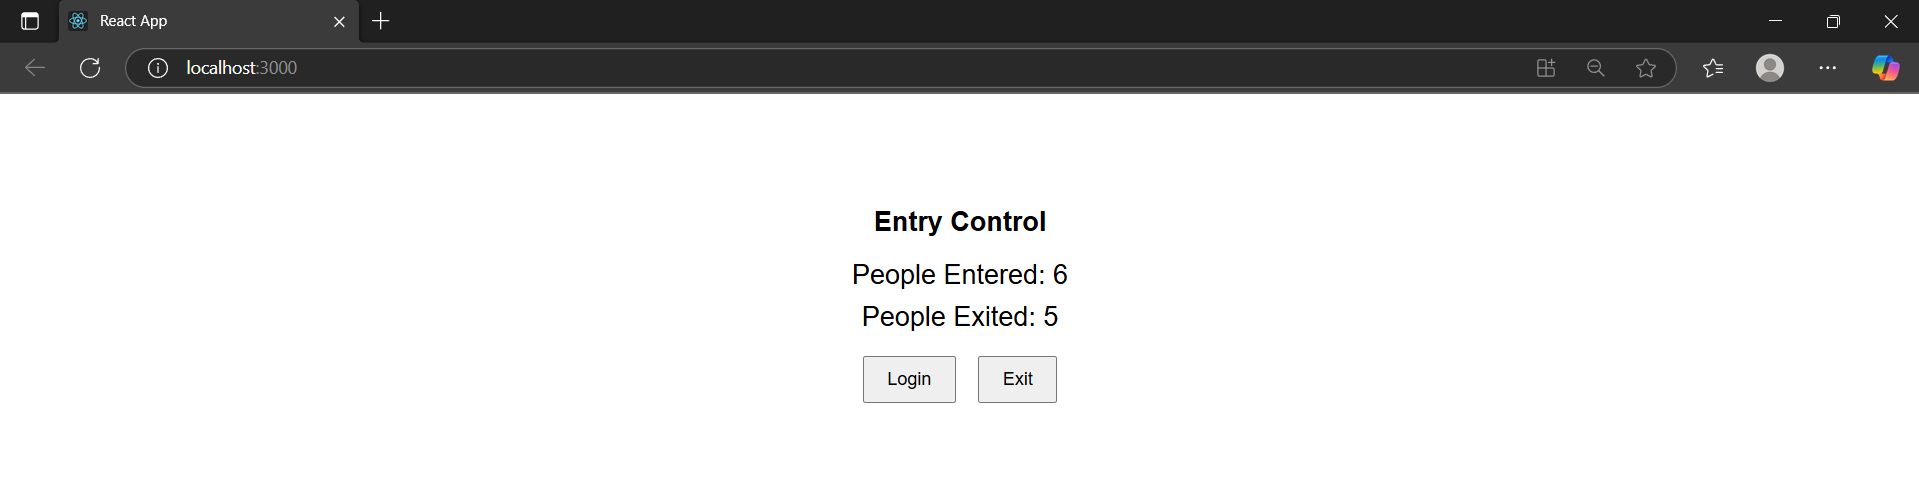 React App
localhost:3000
Entry Control
People Entered: 6
People Exited: 5
Login Exit